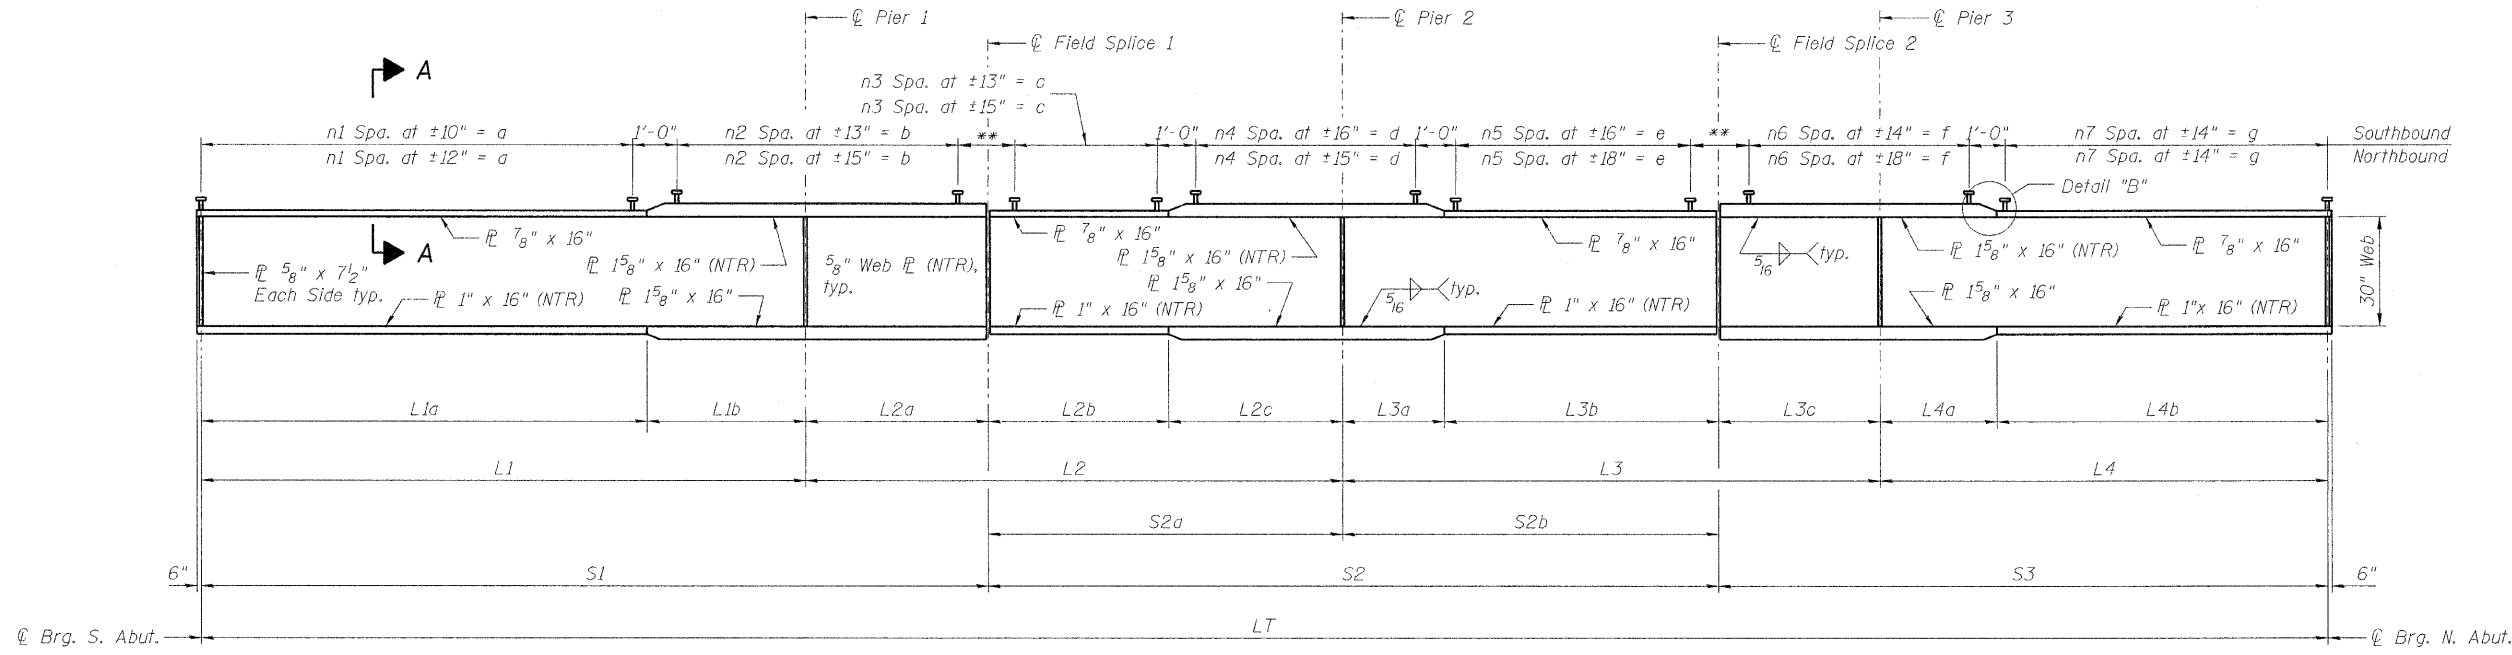 ℄ Pier 1
℄ Pier 2
℄ Pier 3
℄ Field Splice 1
℄ Field Splice 2
A
n3 Spa. at ±13" = c
n3 Spa. at ±15" = c
n1 Spa. at ±10" = a
1'-0"
n2 Spa. at ±13" = b
**
1'-0"
n4 Spa. at ±16" = d
1'-0"
n5 Spa. at ±16" = e
**
n6 Spa. at ±14" = f
1'-0"
n7 Spa. at ±14" = g
Southbound
n1 Spa. at ±12" = a
n2 Spa. at ±15" = b
n4 Spa. at ±15" = d
n5 Spa. at ±18" = e
n6 Spa. at ±18" = f
n7 Spa. at ±14" = g
Northbound
Detail "B"
A
℄ 7/8" x 16"
℄ 1 5/8" x 16" (NTR)
℄ 5/8" x 7 1/2"
Each Side typ.
℄ 1" x 16" (NTR)
℄ 1 5/8" x 16"
5/8" Web ℄ (NTR),
typ.
℄ 7/8" x 16"
℄ 1 5/8" x 16" (NTR)
℄ 1 5/8" x 16"
℄ 1" x 16" (NTR)
5/16
typ.
℄ 7/8" x 16"
℄ 1" x 16" (NTR)
5/16
typ.
℄ 1 5/8" x 16" (NTR)
℄ 7/8" x 16"
℄ 1 5/8" x 16"
℄ 1" x 16" (NTR)
30" Web
L1a
L1b
L2a
L2b
L2c
L3a
L3b
L3c
L4a
L4b
L1
L2
L3
L4
S2a
S2b
6"
S1
S2
S3
6"
℄ Brg. S. Abut.
LT
℄ Brg. N. Abut.